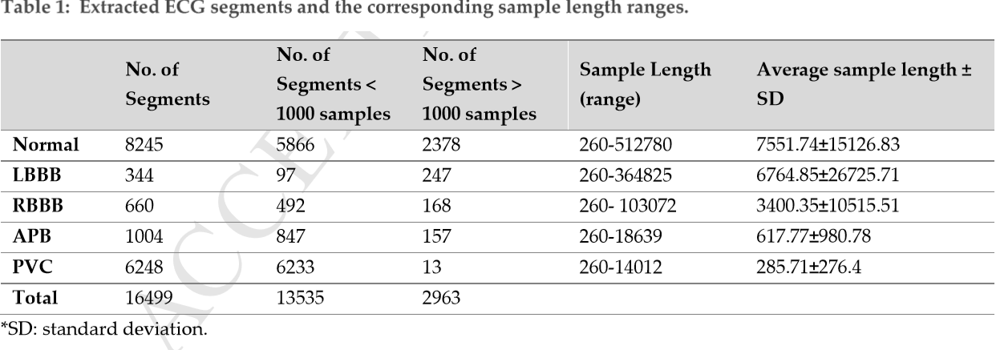 Table 1: Extracted ECG segments and the corresponding sample length ranges.
No. of Segments No. of Segments < 1000 samples No. of Segments > 1000 samples Sample Length (range) Average sample length ± SD
Normal 8245 5866 2378 260-512780 7551.74±15126.83
LBBB 344 97 247 260-364825 6764.85±26725.71
RBBB 660 492 168 260- 103072 3400.35±10515.51
APB 1004 847 157 260-18639 617.77±980.78
PVC 6248 6233 13 260-14012 285.71±276.4
Total 16499 13535 2963
*SD: standard deviation.